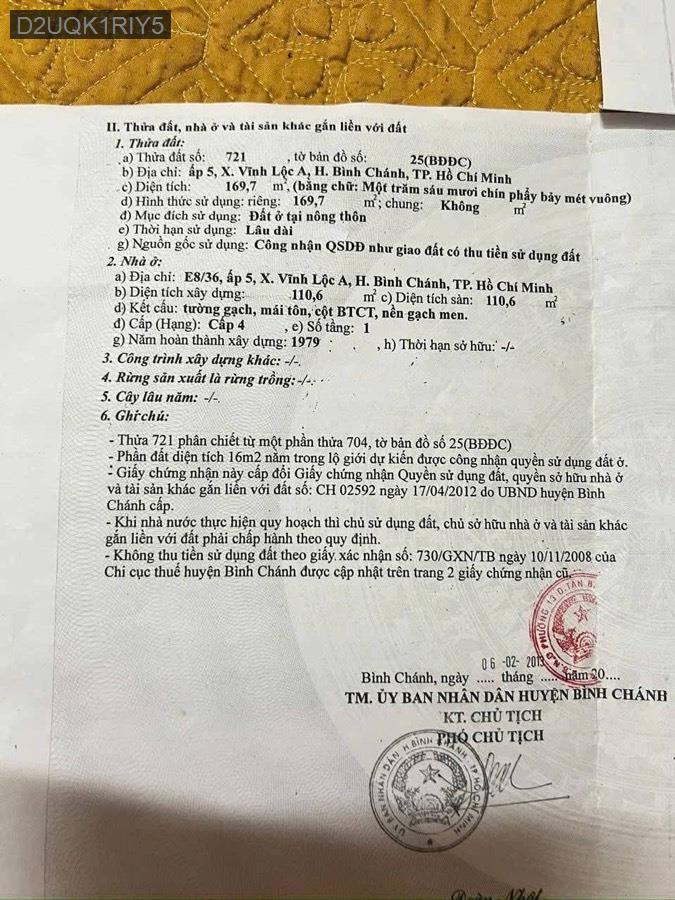 D2UQK1RIY5
II. Thửa đất, nhà ở và tài sản khác gắn liền với đất
1. Thửa đất:
a) Thửa đất số: 721 , tờ bản đồ số: 25(BĐĐC)
b) Địa chỉ: ấp 5, X. Vĩnh Lộc A, H. Bình Chánh, TP. Hồ Chí Minh
c) Diện tích: 169,7 m², (bằng chữ: Một trăm sáu mươi chín phẩy bảy mét vuông)
d) Hình thức sử dụng: riêng: 169,7 m²; chung: Không m²
đ) Mục đích sử dụng: Đất ở tại nông thôn
e) Thời hạn sử dụng: Lâu dài
g) Nguồn gốc sử dụng: Công nhận QSDĐ như giao đất có thu tiền sử dụng đất
2. Nhà ở:
a) Địa chỉ: E8/36, ấp 5, X. Vĩnh Lộc A, H. Bình Chánh, TP. Hồ Chí Minh
b) Diện tích xây dựng: 110,6 m² c) Diện tích sàn: 110,6 m²
d) Kết cấu: tường gạch, mái tôn, cột BTCT, nền gạch men.
đ) Cấp (Hạng): Cấp 4 , e) Số tầng: 1
g) Năm hoàn thành xây dựng: 1979 , h) Thời hạn sở hữu: -/-
3. Công trình xây dựng khác: -/-
4. Rừng sản xuất là rừng trồng: -/-
5. Cây lâu năm: -/-
6. Ghi chú:
- Thửa 721 phân chiết từ một phần thửa 704, tờ bản đồ số 25(BĐĐC)
- Phần đất diện tích 16m2 nằm trong lộ giới dự kiến được công nhận quyền sử dụng đất ở.
- Giấy chứng nhận này cấp đổi Giấy chứng nhận Quyền sử dụng đất, quyền sở hữu nhà ở
và tài sản khác gắn liền với đất số: CH 02592 ngày 17/04/2012 do UBND huyện Bình
Chánh cấp.
- Khi nhà nước thực hiện quy hoạch thì chủ sử dụng đất, chủ sở hữu nhà ở và tài sản khác
gắn liền với đất phải chấp hành theo quy định.
- Không thu tiền sử dụng đất theo giấy xác nhận số: 730/GXN/TB ngày 10/11/2008 của
Chi cục thuế huyện Bình Chánh được cập nhật trên trang 2 giấy chứng nhận cũ.
U.B.N.D PHƯỜNG 13 Q.TÂN B
06-02-2013
Bình Chánh, ngày ..... tháng ..... năm 20....
TM. ỦY BAN NHÂN DÂN HUYỆN BÌNH CHÁNH
KT. CHỦ TỊCH
PHÓ CHỦ TỊCH
ỦY BAN NHÂN DÂN H.BÌNH CHÁNH T.P HỒ CHÍ MINH